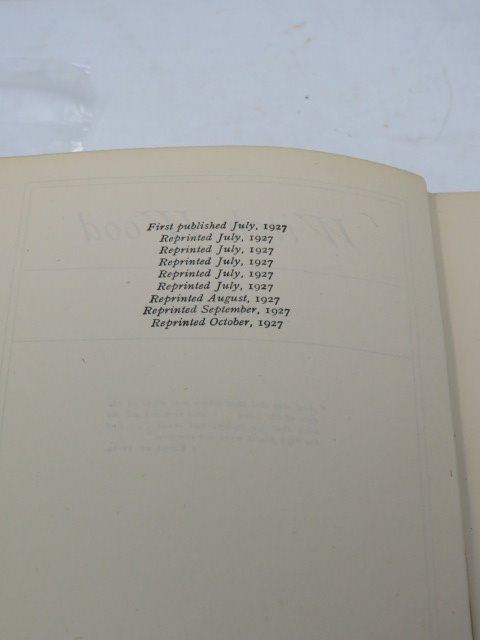 First published July, 1927
Reprinted July, 1927
Reprinted July, 1927
Reprinted July, 1927
Reprinted July, 1927
Reprinted July, 1927
Reprinted August, 1927
Reprinted September, 1927
Reprinted October, 1927